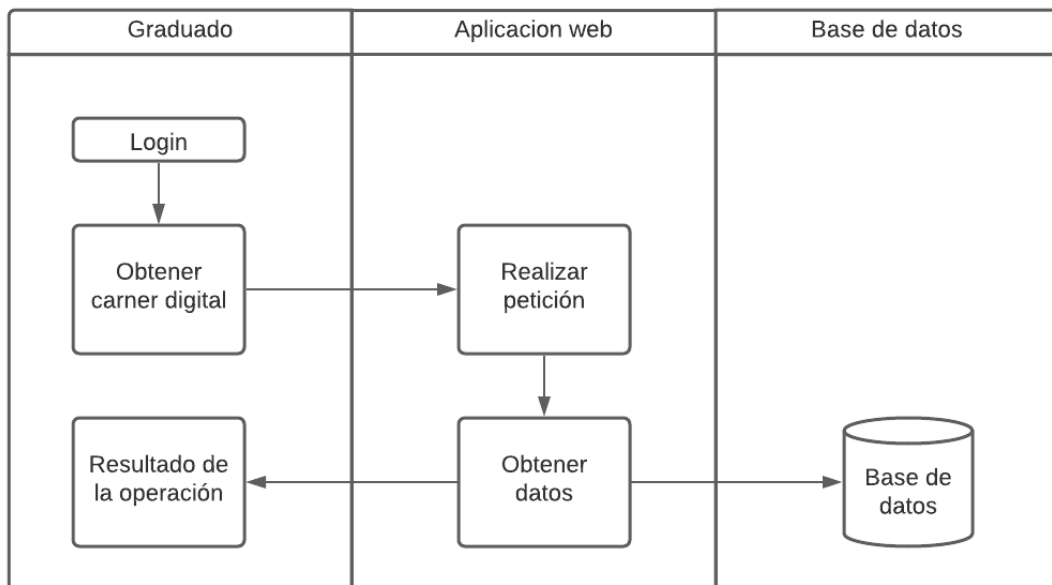 Graduado
Aplicacion web
Base de datos
Login
Obtener
carner digital
Realizar
petición
Resultado de
la operación
Obtener
datos
Base de
datos